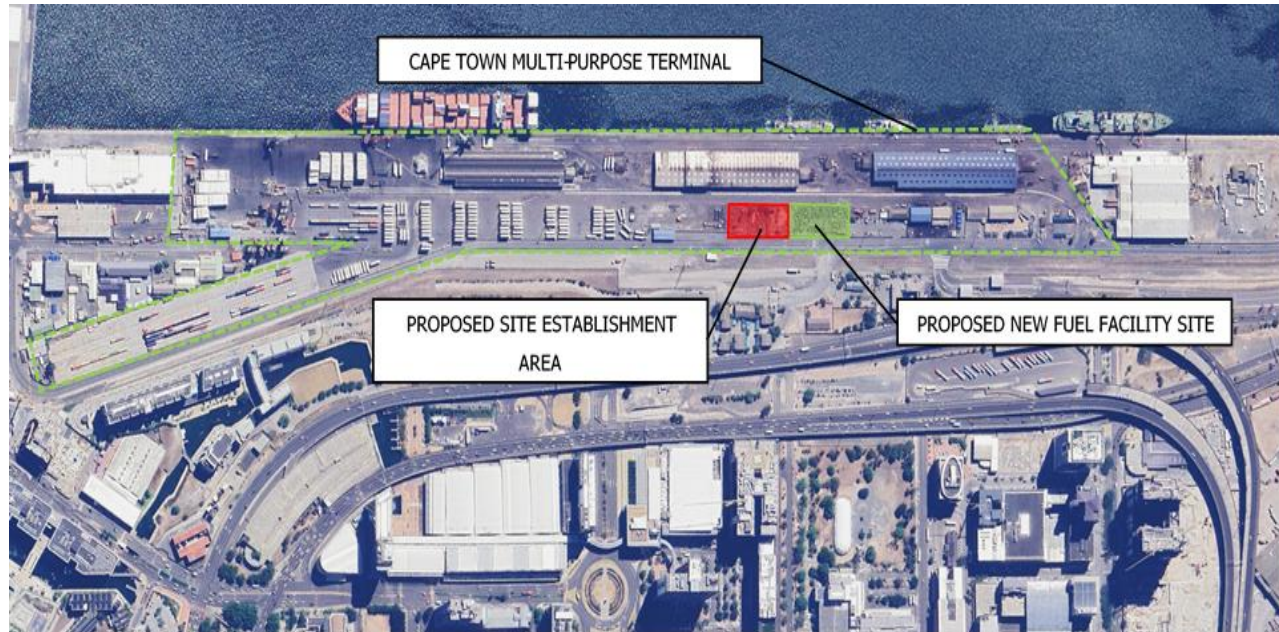 CAPE TOWN MULTI-PURPOSE TERMINAL
PROPOSED SITE ESTABLISHMENT
AREA
PROPOSED NEW FUEL FACILITY SITE